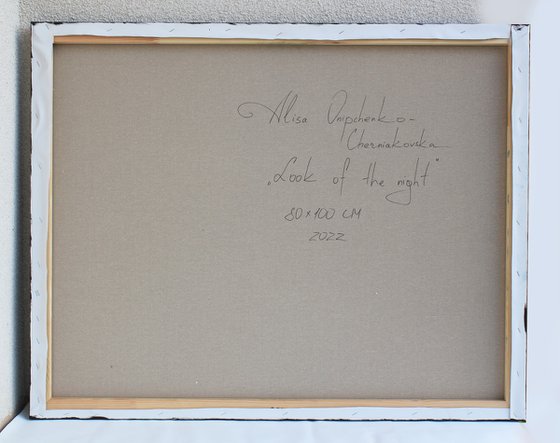 Alisa Onipchenko-
Cherniakovska
„Look of the night”
80×100 CM
2022